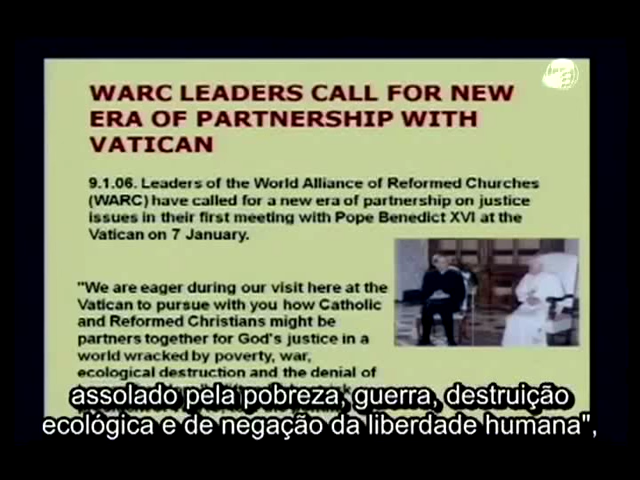 WARC LEADERS CALL FOR NEW
ERA OF PARTNERSHIP WITH
VATICAN
9.1.06. Leaders of the World Alliance of Reformed Churches
(WARC) have called for a new era of partnership on justice
issues in their first meeting with Pope Benedict XVI at the
Vatican on 7 January.
"We are eager during our visit here at the
Vatican to pursue with you how Catholic
and Reformed Christians might be
partners together for God's justice in a
world wracked by poverty, war,
ecological destruction and the denial of
assolado pela pobreza, guerra, destruição
ecológica e de negação da liberdade humana",